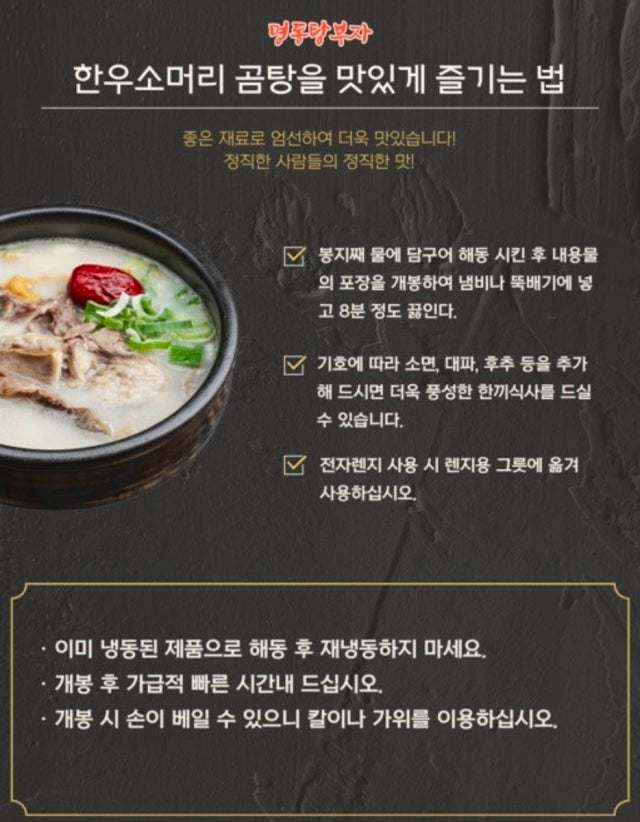 명동탕부자
한우소머리 곰탕을 맛있게 즐기는 법
좋은 재료로 엄선하여 더욱 맛있습니다!
정직한 사람들의 정직한 맛!
봉지째 물에 담구어 해동 시킨 후 내용물
의 포장을 개봉하여 냄비나 뚝배기에 넣
고 8분 정도 끓인다.
기호에 따라 소면, 대파, 후추 등을 추가
해 드시면 더욱 풍성한 한끼식사를 드실
수 있습니다.
전자렌지 사용 시 렌지용 그릇에 옮겨
사용하십시오.
· 이미 냉동된 제품으로 해동 후 재냉동하지 마세요.
· 개봉 후 가급적 빠른 시간내 드십시오.
· 개봉 시 손이 베일 수 있으니 칼이나 가위를 이용하십시오.